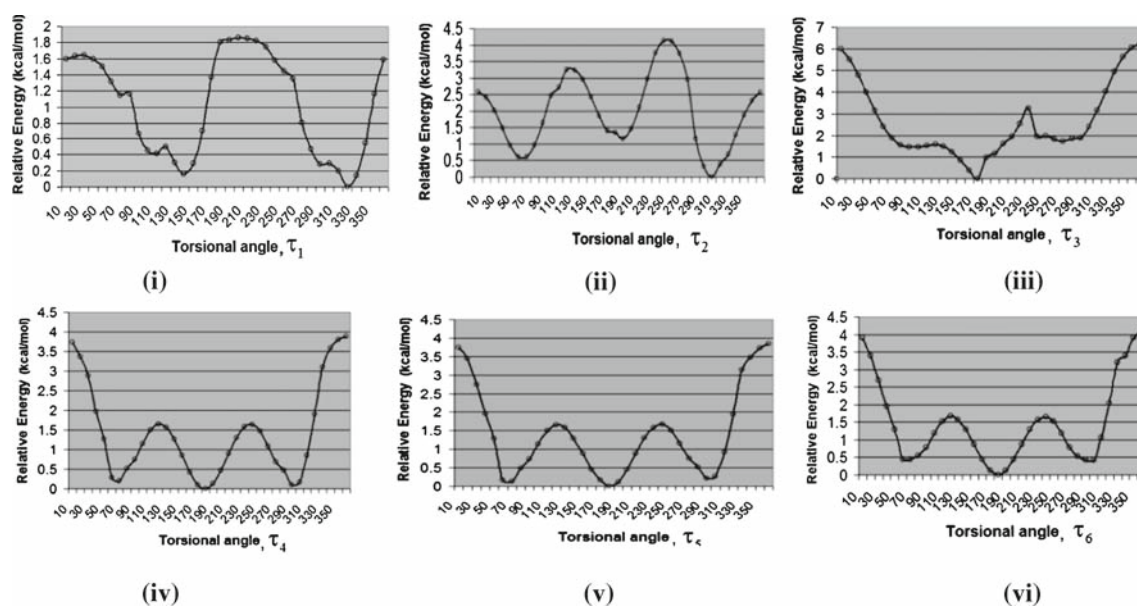 Relative Energy (kcal/mol)
2
1.8
1.6
1.4
1.2
1
0.8
0.6
0.4
0.2
0
10 30 50 70 90 110 130 150 170 190 210 230 250 270 290 310 330 350
Torsional angle, τ1
(i)
Relative Energy (kcal/mol)
4.5
4
3.5
3
2.5
2
1.5
1
0.5
0
10 30 50 70 90 110 130 150 170 190 210 230 250 270 290 310 330 350
Torsional angle, τ2
(ii)
Relative Energy (kcal/mol)
7
6
5
4
3
2
1
0
10 30 50 70 90 110 130 150 170 190 210 230 250 270 290 310 330 350
Torsional angle, τ3
(iii)
Relative Energy (kcal/mol)
4.5
4
3.5
3
2.5
2
1.5
1
0.5
0
10 30 50 70 90 110 130 150 170 190 210 230 250 270 290 310 330 350
Torsional angle, τ4
(iv)
Relative Energy (kcal/mol)
4.5
4
3.5
3
2.5
2
1.5
1
0.5
0
10 30 50 70 90 110 130 150 170 190 210 230 250 270 290 310 330 350
Torsional angle, τ5
(v)
Relative Energy (kcal/mol)
4.5
4
3.5
3
2.5
2
1.5
1
0.5
0
10 30 50 70 90 110 130 150 170 190 210 230 250 270 290 310 330 350
Torsional angle, τ6
(vi)